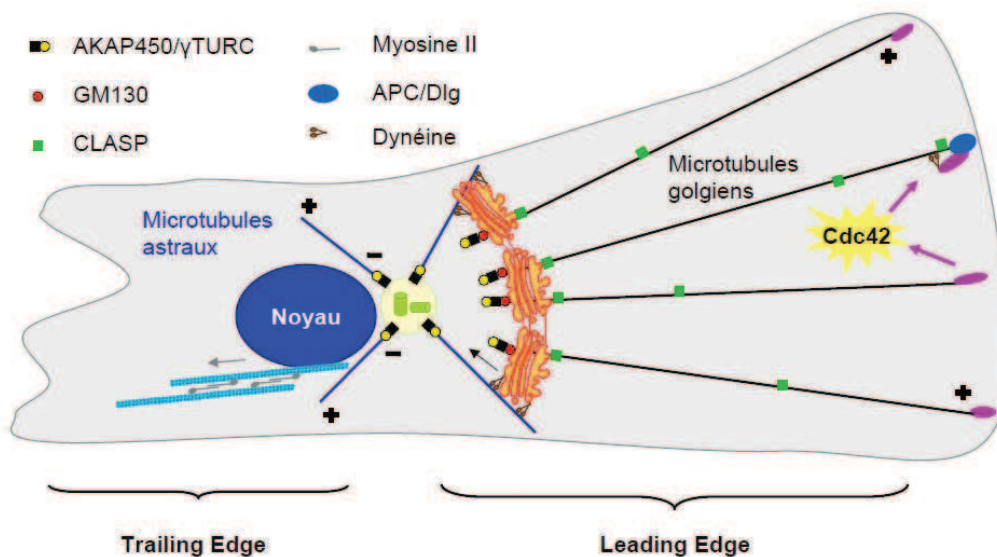 AKAP450/γTURC
GM130
CLASP
Myosine II
APC/Dlg
Dynéine
Microtubules
golgiens
Microtubules
astraux
+
+
+
+
-
-
Cdc42
Noyau
Trailing Edge
Leading Edge